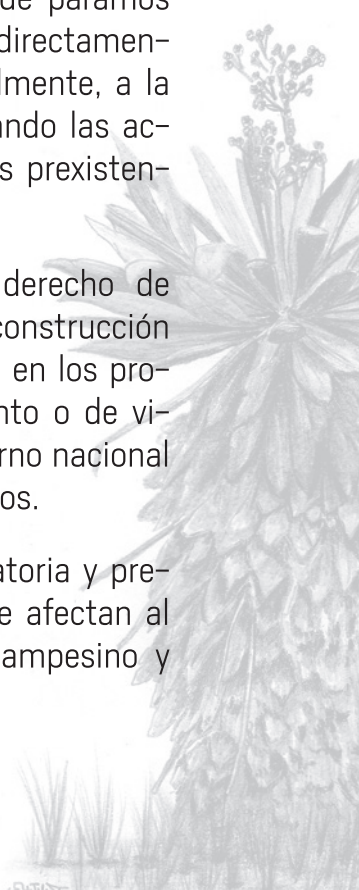 de páramos
directamen-
lmente, a la
ando las ac-
s prexisten-
derecho de
construcción
en los pro-
nto o de vi-
rno nacional
os.
atoria y pre-
e afectan al
ampesino y